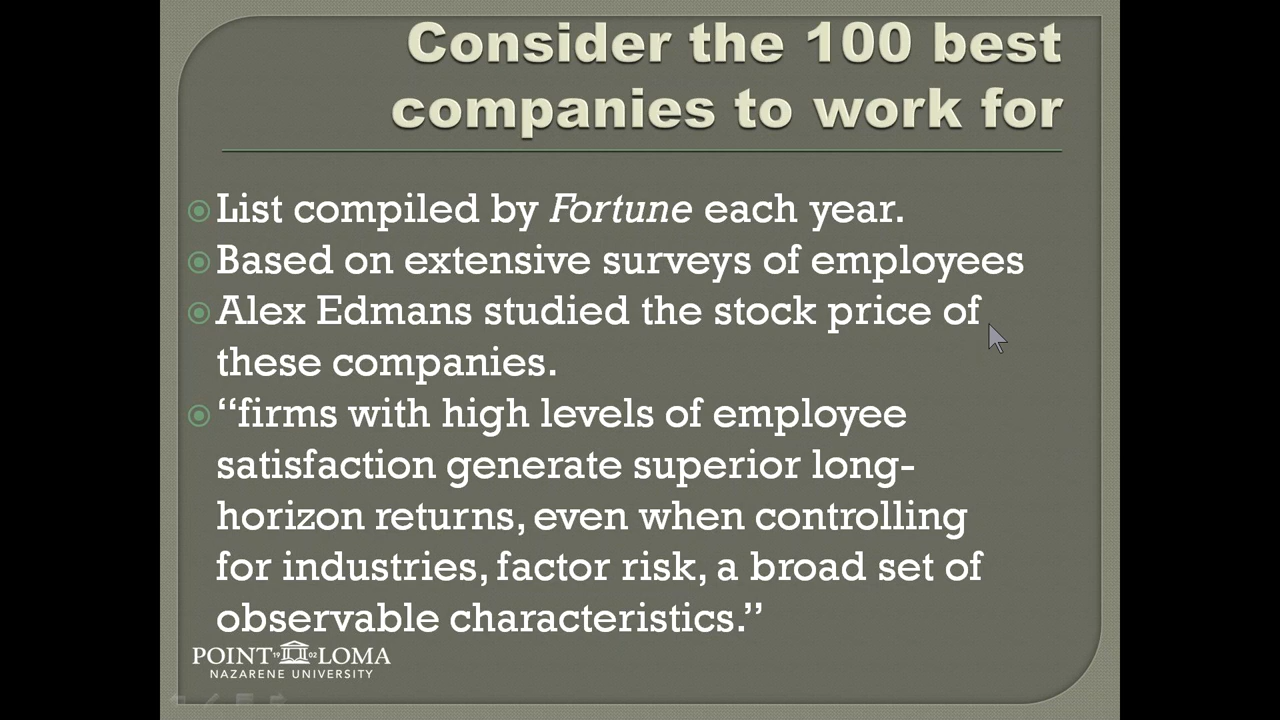 Consider the 100 best
companies to work for
List compiled by Fortune each year.
Based on extensive surveys of employees
Alex Edmans studied the stock price of
these companies.
“firms with high levels of employee
satisfaction generate superior long-
horizon returns, even when controlling
for industries, factor risk, a broad set of
observable characteristics.”
POINT 19 02 LOMA
NAZARENE UNIVERSITY